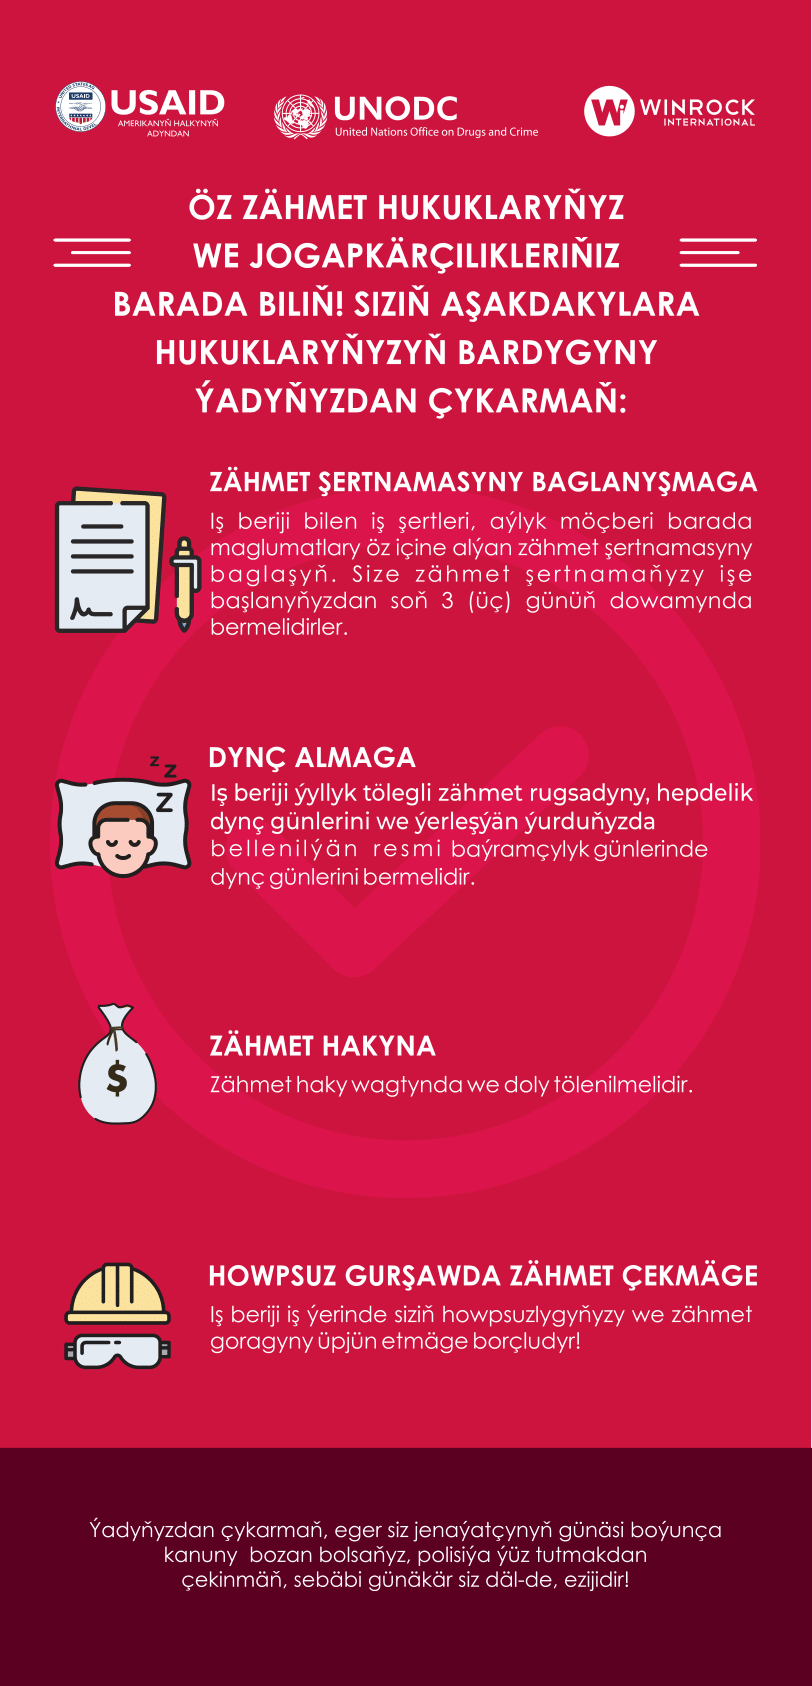 USAID
AMERIKANYŇ HALKYNYŇ
ADYNDAN
UNODC
United Nations Office on Drugs and Crime
WINROCK
INTERNATIONAL
ÖZ ZÄHMET HUKUKLARYŇYZ
WE JOGAPKÄRÇILIKLERIŇIZ
BARADA BILIŇ! SIZIŇ AŞAKDAKYLARA
HUKUKLARYŇYZYŇ BARDYGYNY
ÝADYŇYZDAN ÇYKARMAŇ:
ZÄHMET ŞERTNAMASYNY BAGLANYŞMAGA
Iş beriji bilen iş şertleri, aýlyk möçberi barada
maglumatlary öz içine alýan zähmet şertnamasyny
baglaşyň. Size zähmet şertnamaňyzy işe
başlanyňyzdan soň 3 (üç) günüň dowamynda
bermelidirler.
z z Z
DYNÇ ALMAGA
Iş beriji ýyllyk tölegli zähmet rugsadyny, hepdelik
dynç günlerini we ýerleşýän ýurduňyzda
bellenilýän resmi baýramçylyk günlerinde
dynç günlerini bermelidir.
$
ZÄHMET HAKYNA
Zähmet haky wagtynda we doly tölenilmelidir.
HOWPSUZ GURŞAWDA ZÄHMET ÇEKMÄGE
Iş beriji iş ýerinde siziň howpsuzlygyňyzy we zähmet
goragyny üpjün etmäge borçludyr!
Ýadyňyzdan çykarmaň, eger siz jenaýatçynyň günäsi boýunça
kanuny bozan bolsaňyz, polisiýa ýüz tutmakdan
çekinmäň, sebäbi günäkär siz däl-de, ezijidir!